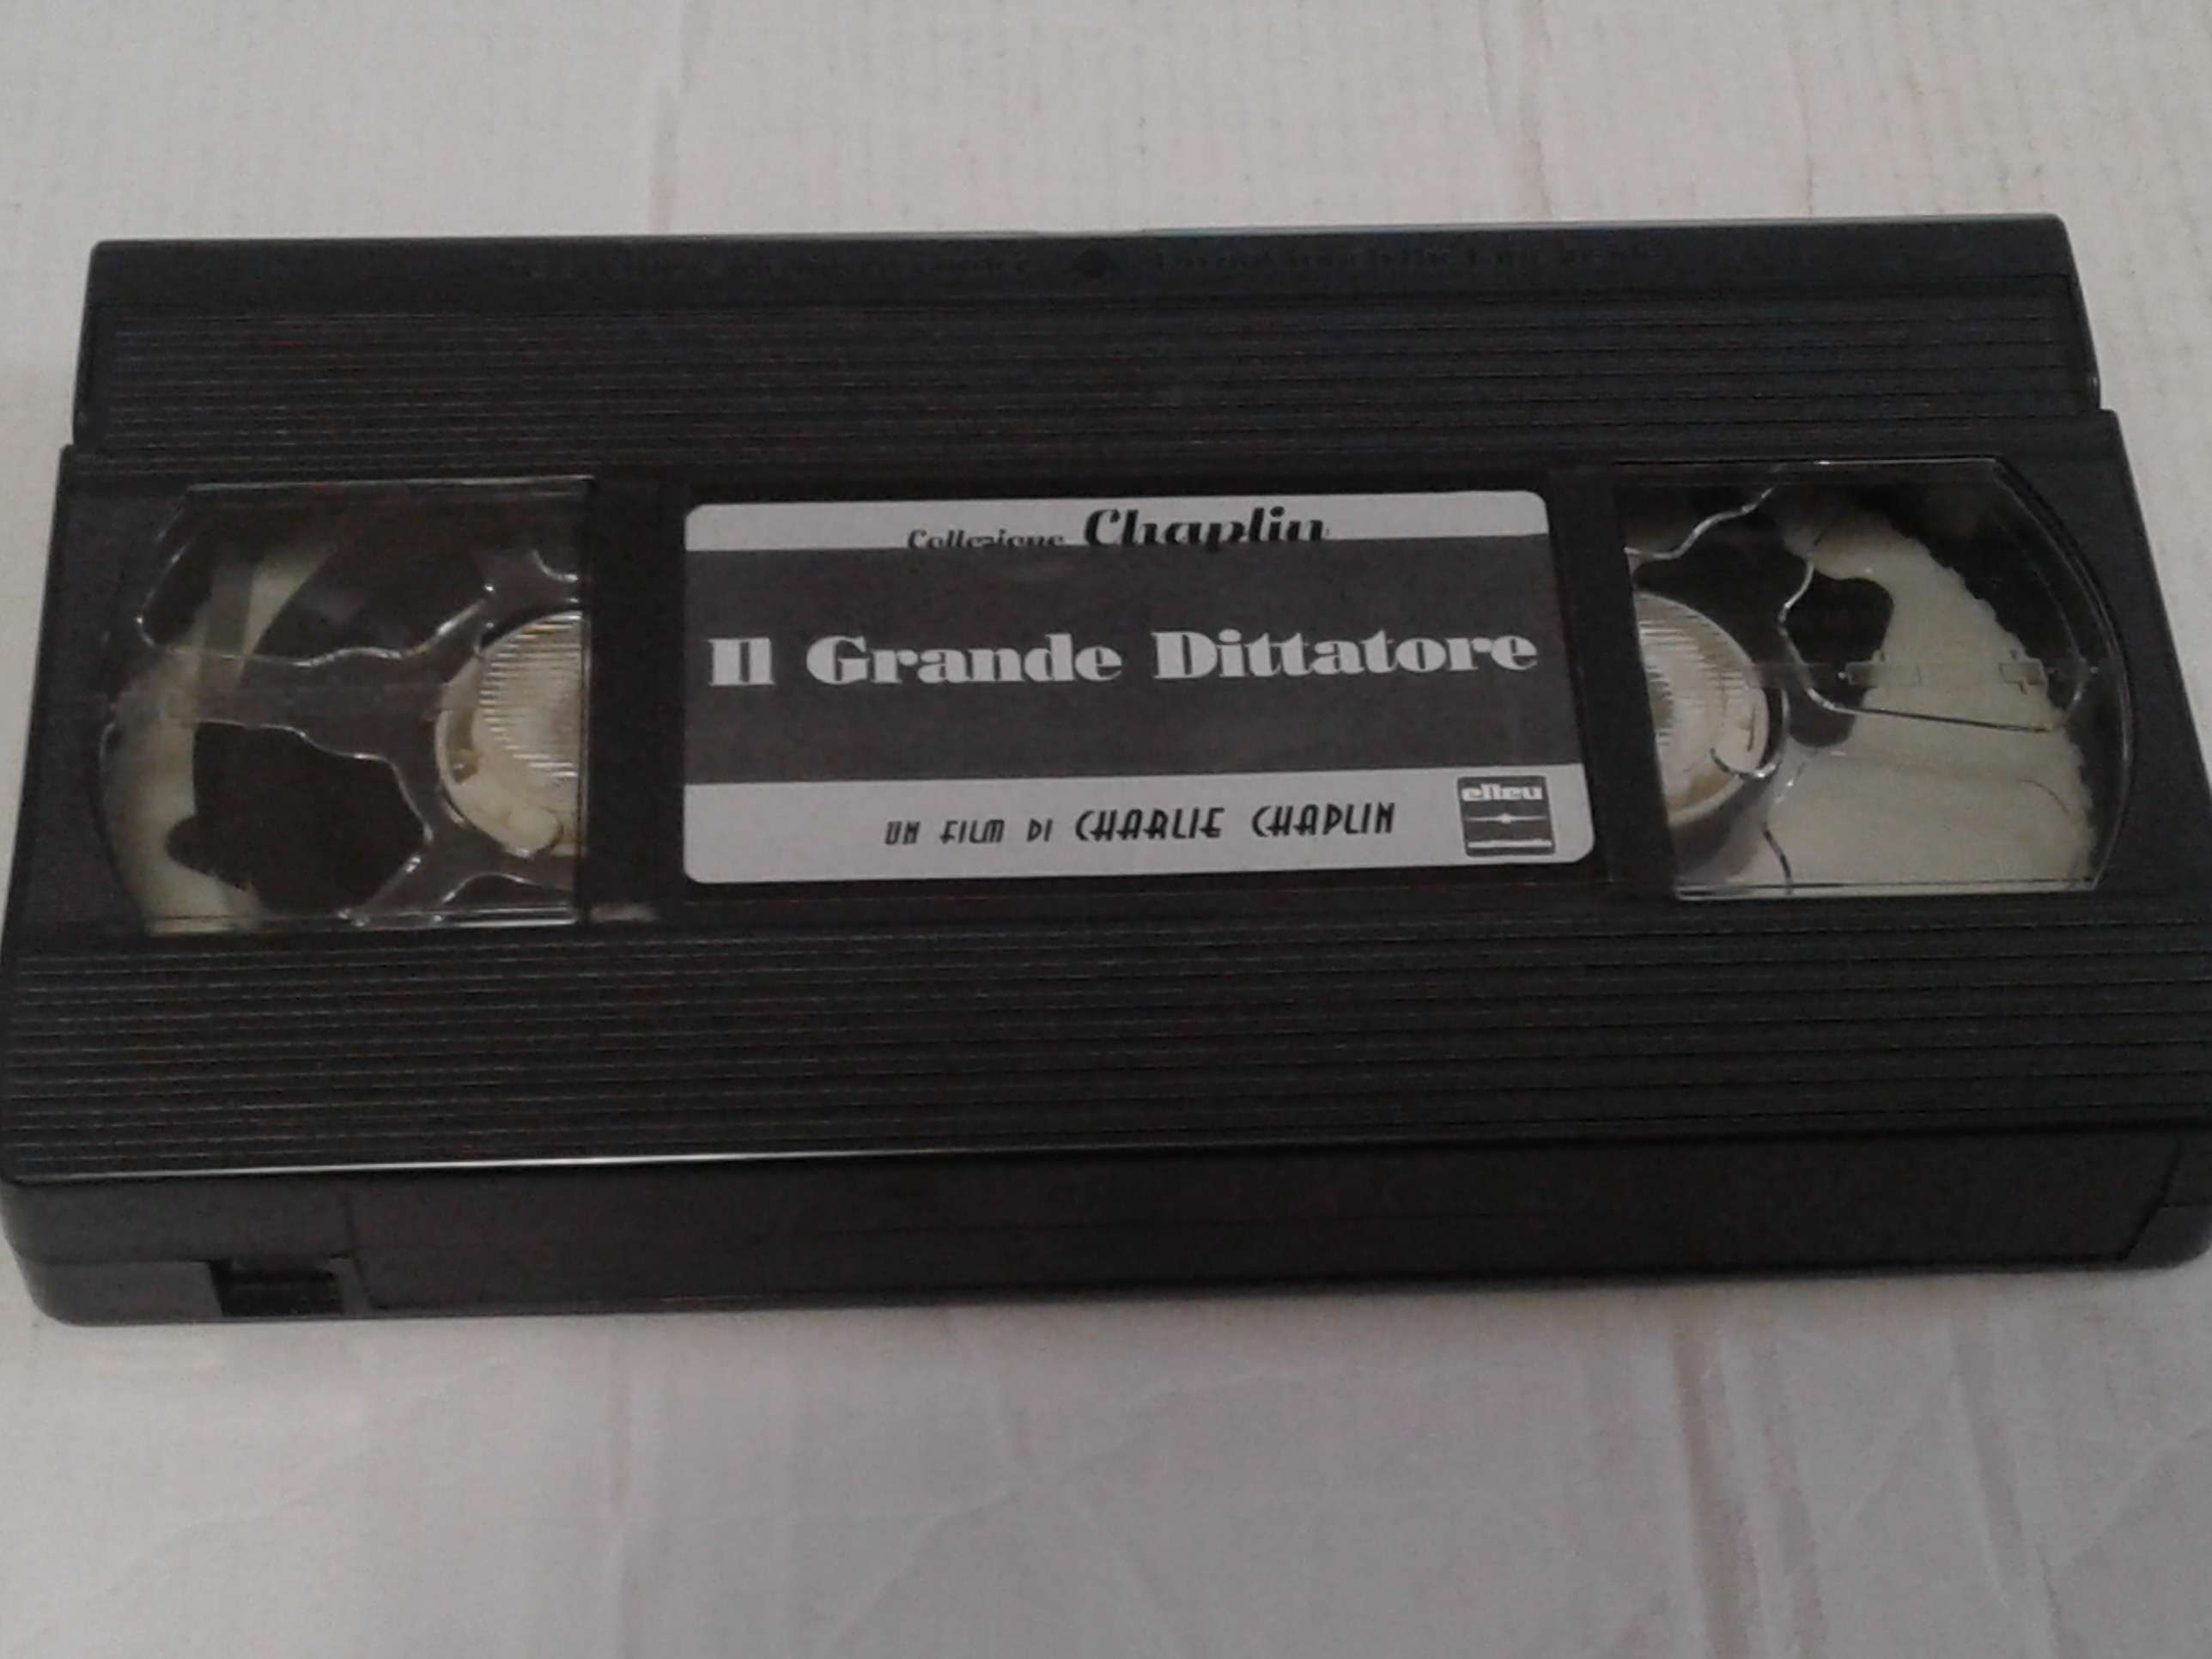 Collezione Chaplin
Il Grande Dittatore
UN FILM DI CHARLIE CHAPLIN
elleu